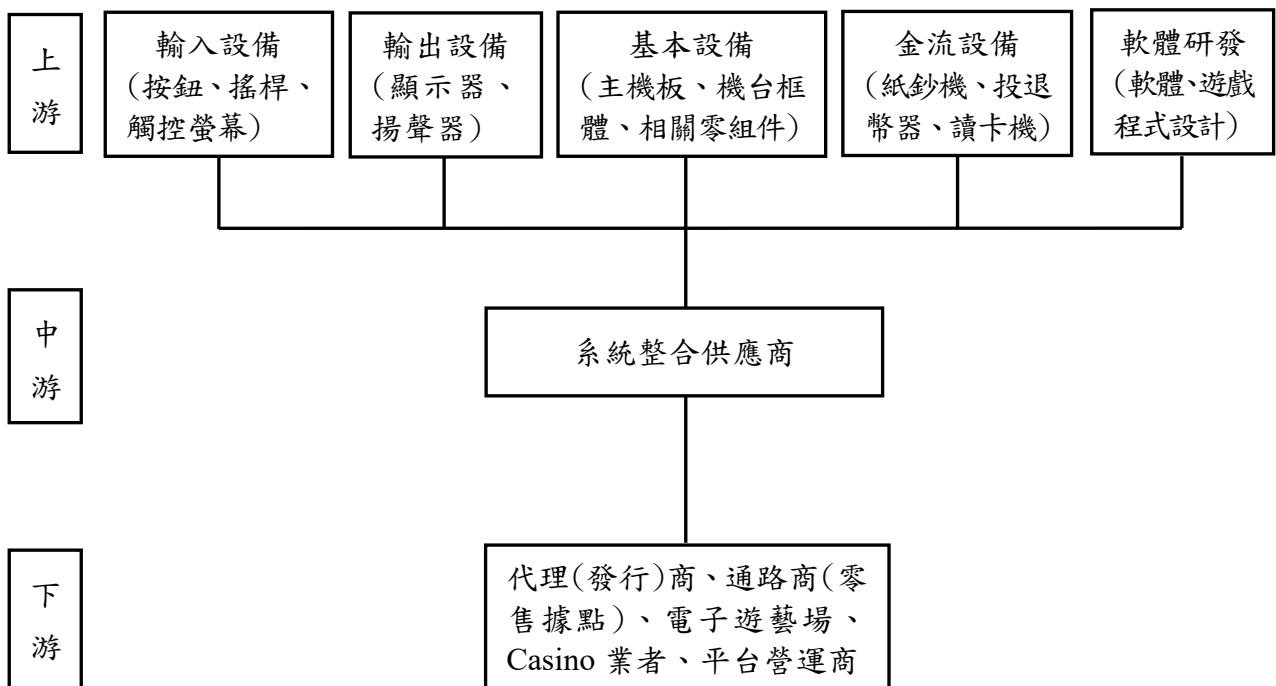 上
游
輸入設備
(按鈕、搖桿、
觸控螢幕)
輸出設備
(顯示器、
揚聲器)
基本設備
(主機板、機台框
體、相關零組件)
金流設備
(紙鈔機、投退
幣器、讀卡機)
軟體研發
(軟體、遊戲
程式設計)
中
游
系統整合供應商
下
游
代理(發行)商、通路商(零
售據點)、電子遊藝場、
Casino 業者、平台營運商